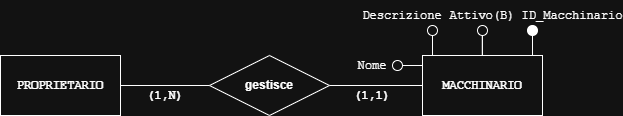 Descrizione Attivo(B) ID_Macchinario
Nome
PROPRIETARIO
gestisce
MACCHINARIO
(1,N)
(1,1)